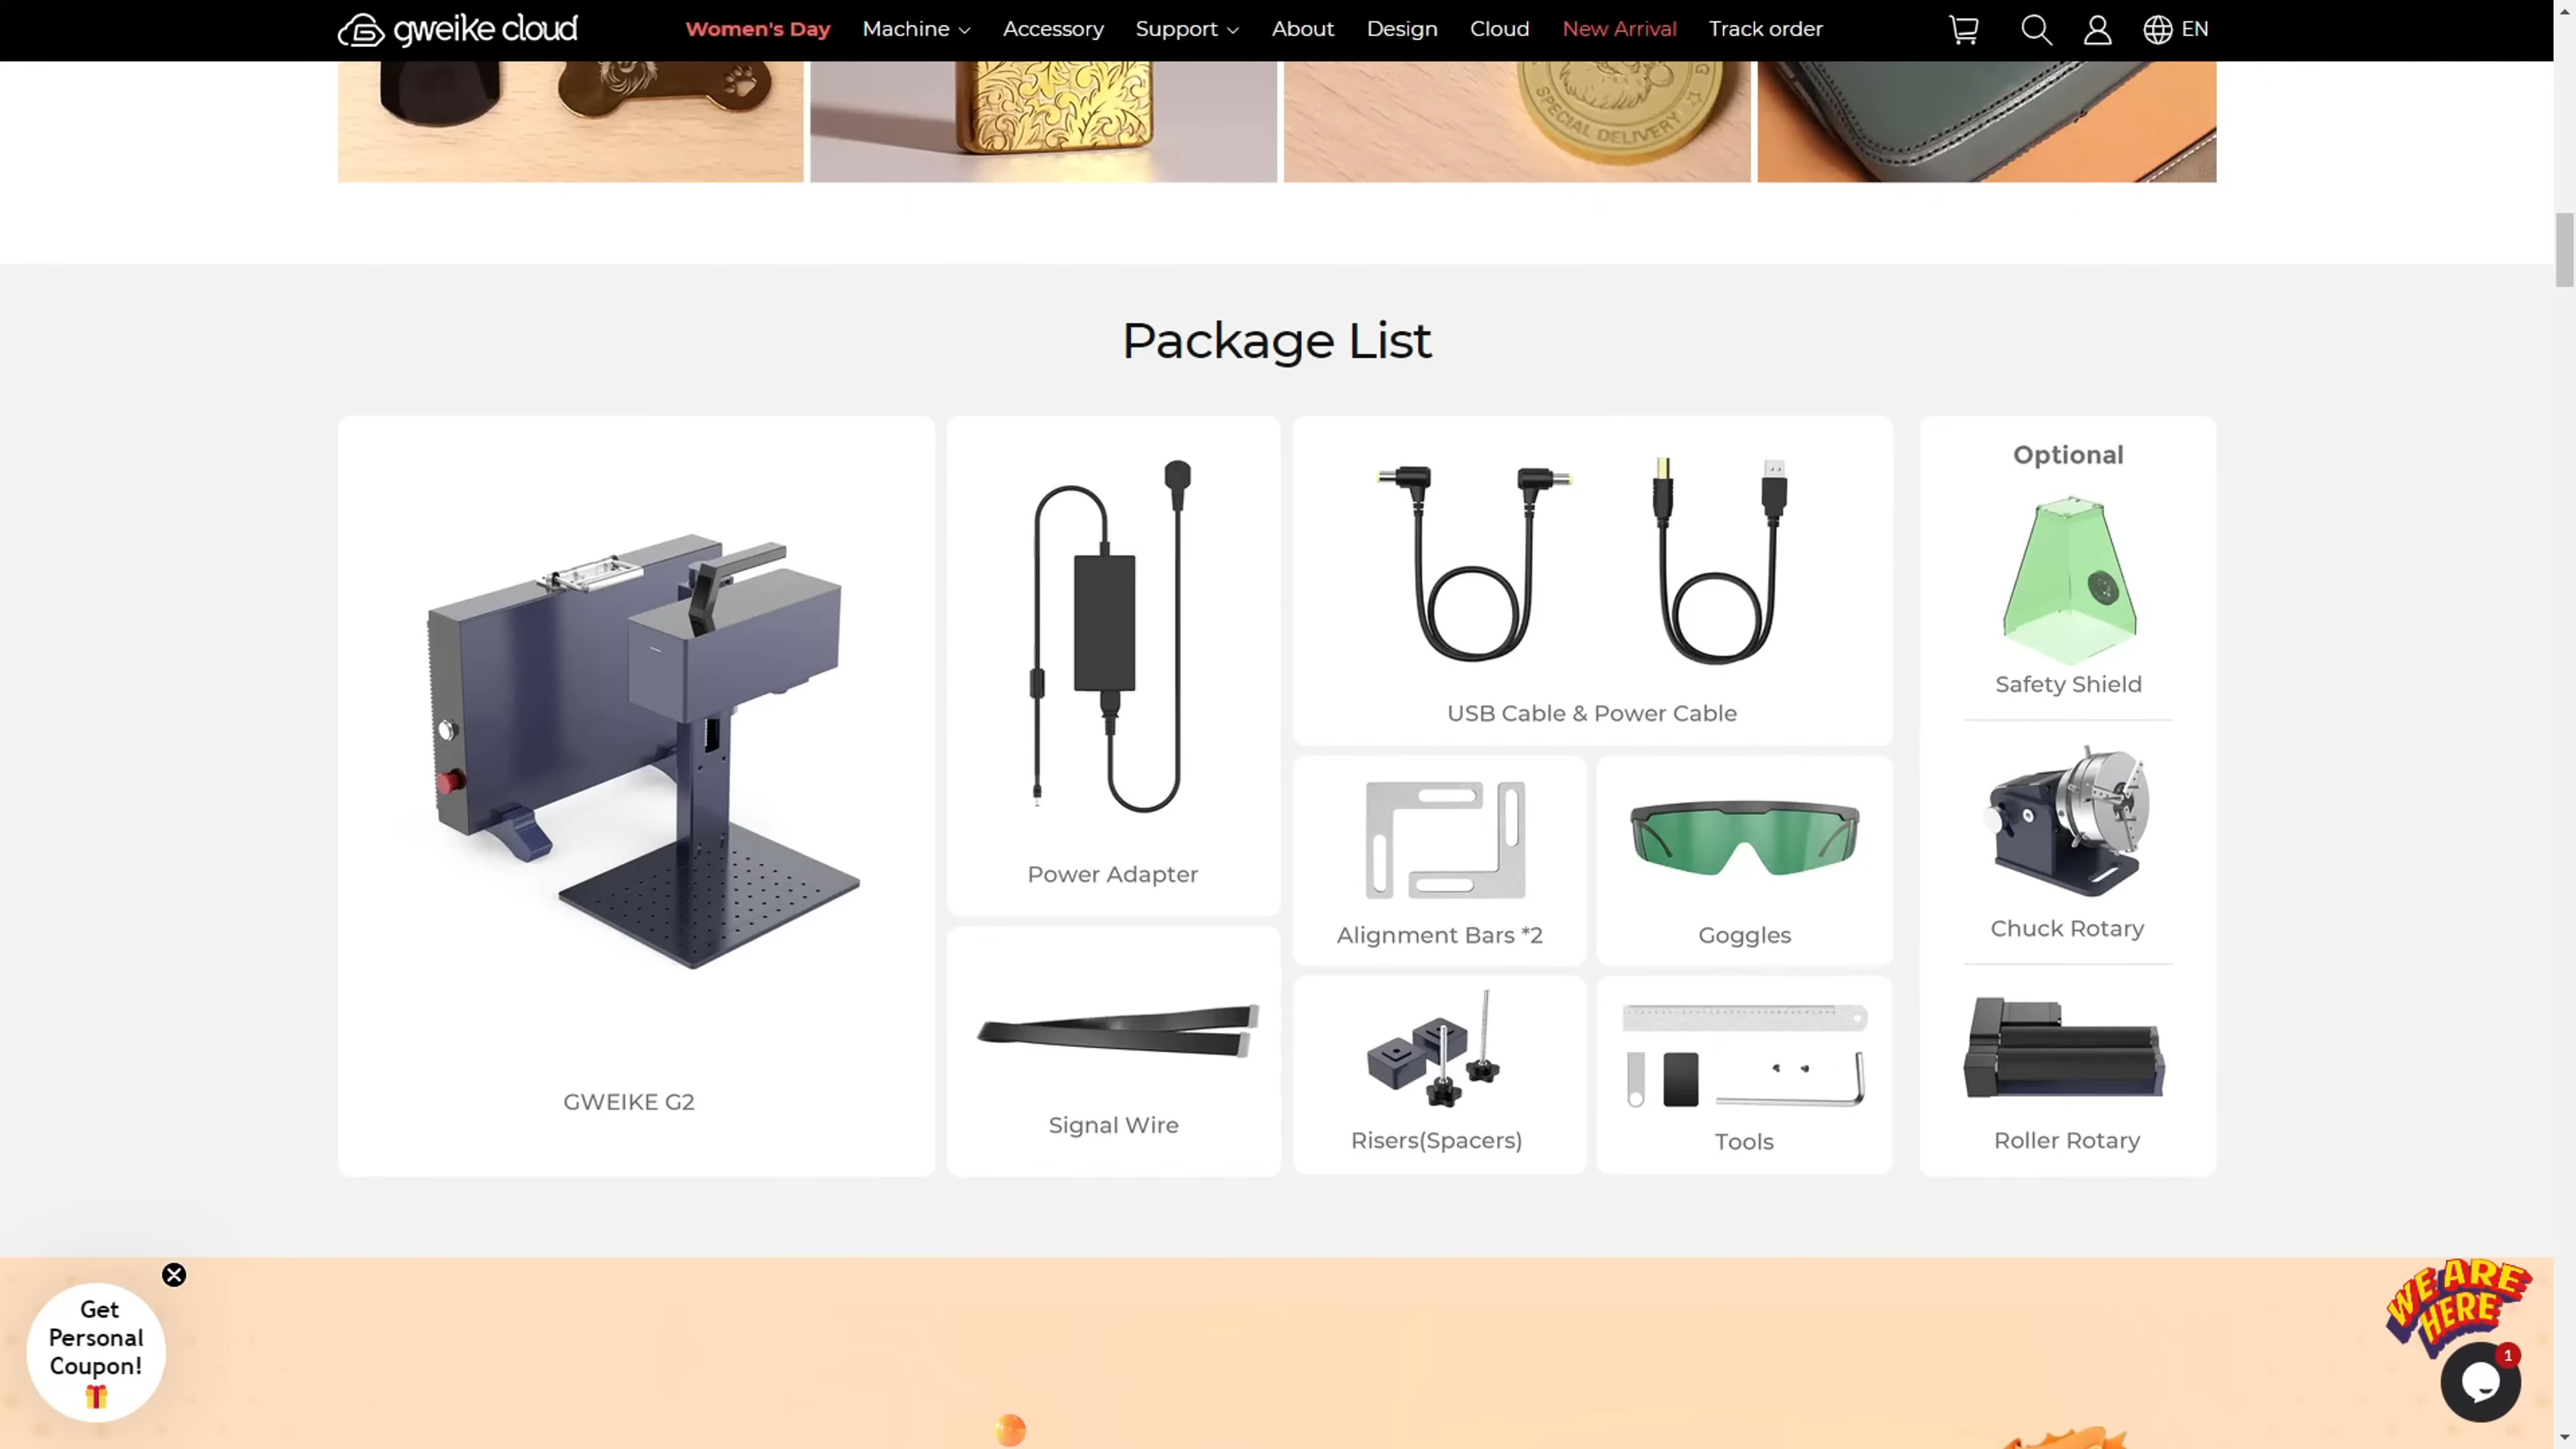 gweike cloud
Women's Day
Machine
Accessory
Support
About
Design
Cloud
New Arrival
Track order
EN
SPECIAL DELIVERY
Package List
GWEIKE G2
Power Adapter
Signal Wire
USB Cable & Power Cable
Alignment Bars *2
Goggles
Risers(Spacers)
Tools
Optional
Safety Shield
Chuck Rotary
Roller Rotary
Get
Personal
Coupon!
WE ARE
HERE
1